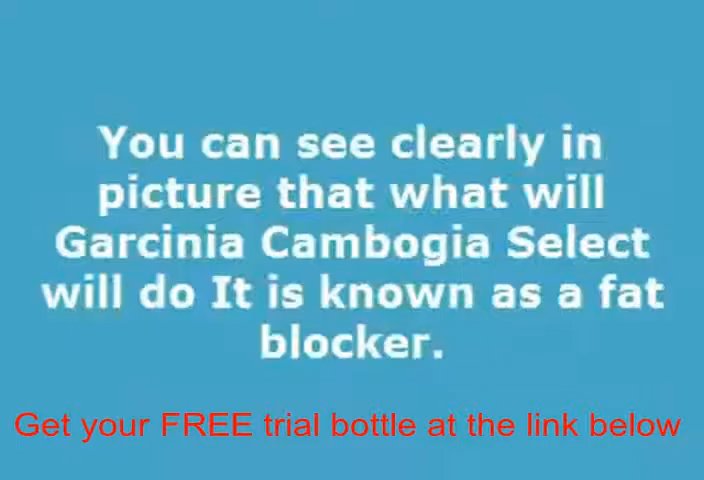 You can see clearly in
picture that what will
Garcinia Cambogia Select
will do It is known as a fat
blocker.
Get your FREE trial bottle at the link below